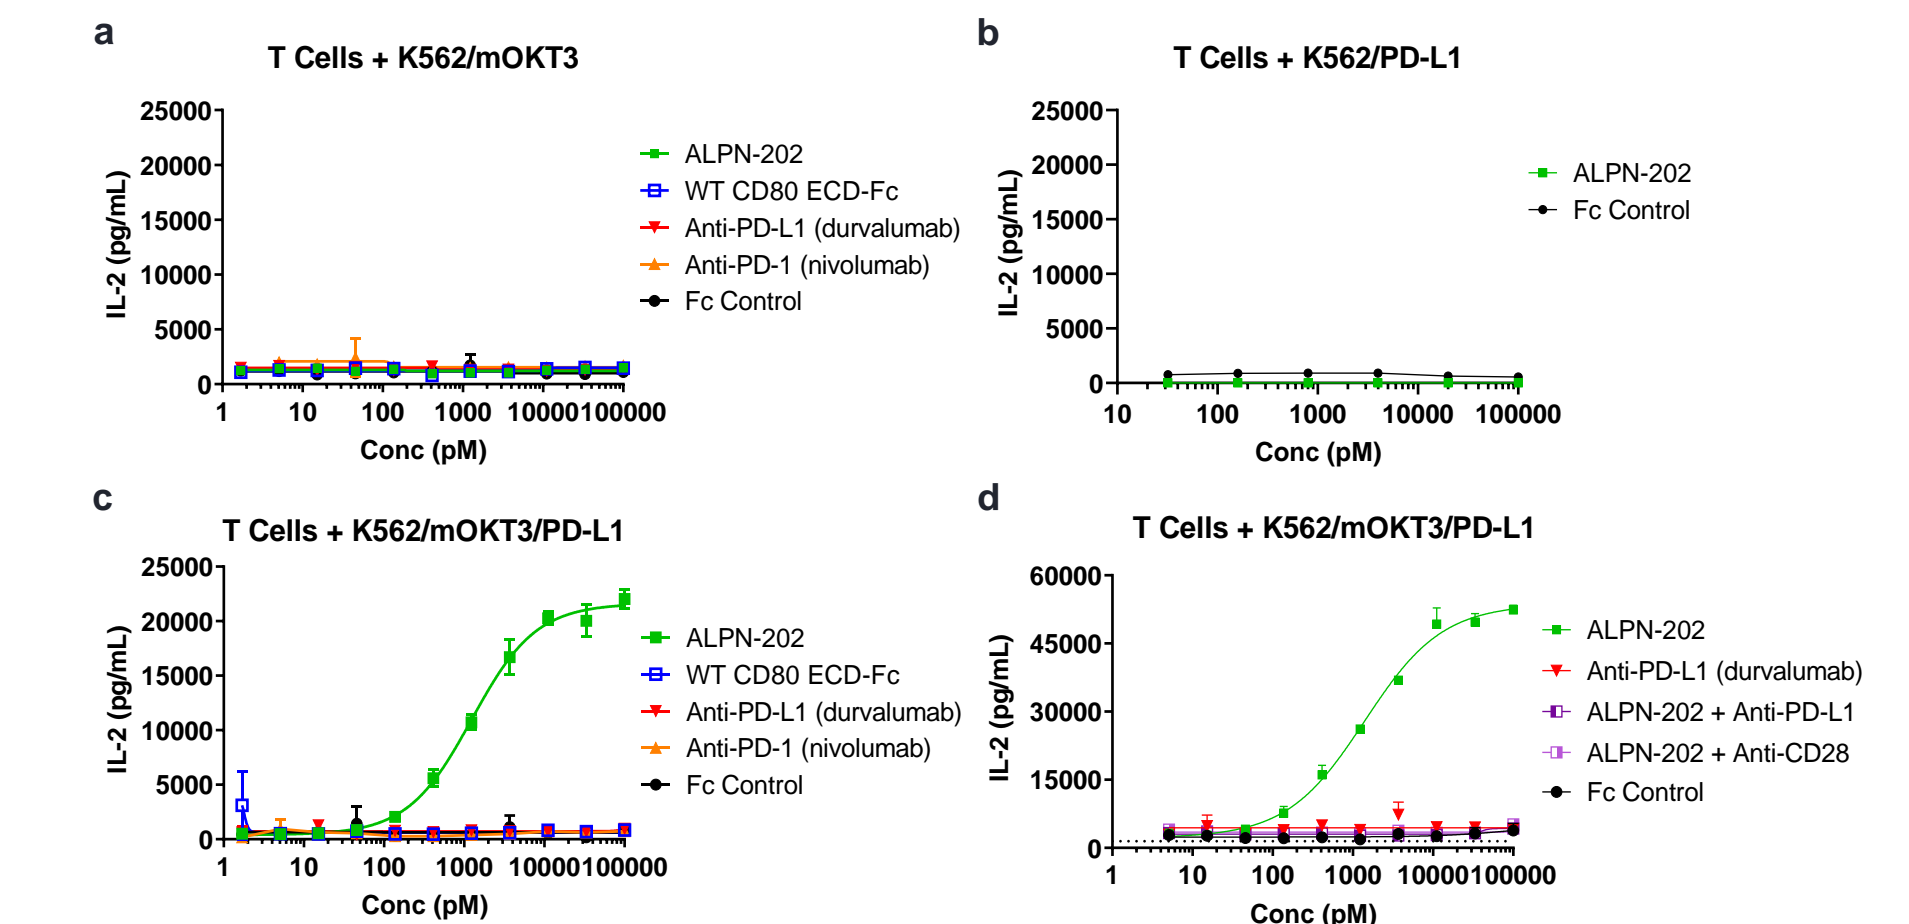 a
T Cells + K562/mOKT3
25000
20000
15000
10000
5000
0
IL-2 (pg/mL)
1 10 100 1000 10000 100000
Conc (pM)
ALPN-202
WT CD80 ECD-Fc
Anti-PD-L1 (durvalumab)
Anti-PD-1 (nivolumab)
Fc Control
b
T Cells + K562/PD-L1
25000
20000
15000
10000
5000
0
IL-2 (pg/mL)
10 100 1000 10000 100000
Conc (pM)
ALPN-202
Fc Control
c
T Cells + K562/mOKT3/PD-L1
25000
20000
15000
10000
5000
0
IL-2 (pg/mL)
1 10 100 1000 10000 100000
Conc (pM)
ALPN-202
WT CD80 ECD-Fc
Anti-PD-L1 (durvalumab)
Anti-PD-1 (nivolumab)
Fc Control
d
T Cells + K562/mOKT3/PD-L1
60000
45000
30000
15000
0
IL-2 (pg/mL)
1 10 100 1000 10000 100000
Conc (pM)
ALPN-202
Anti-PD-L1 (durvalumab)
ALPN-202 + Anti-PD-L1
ALPN-202 + Anti-CD28
Fc Control